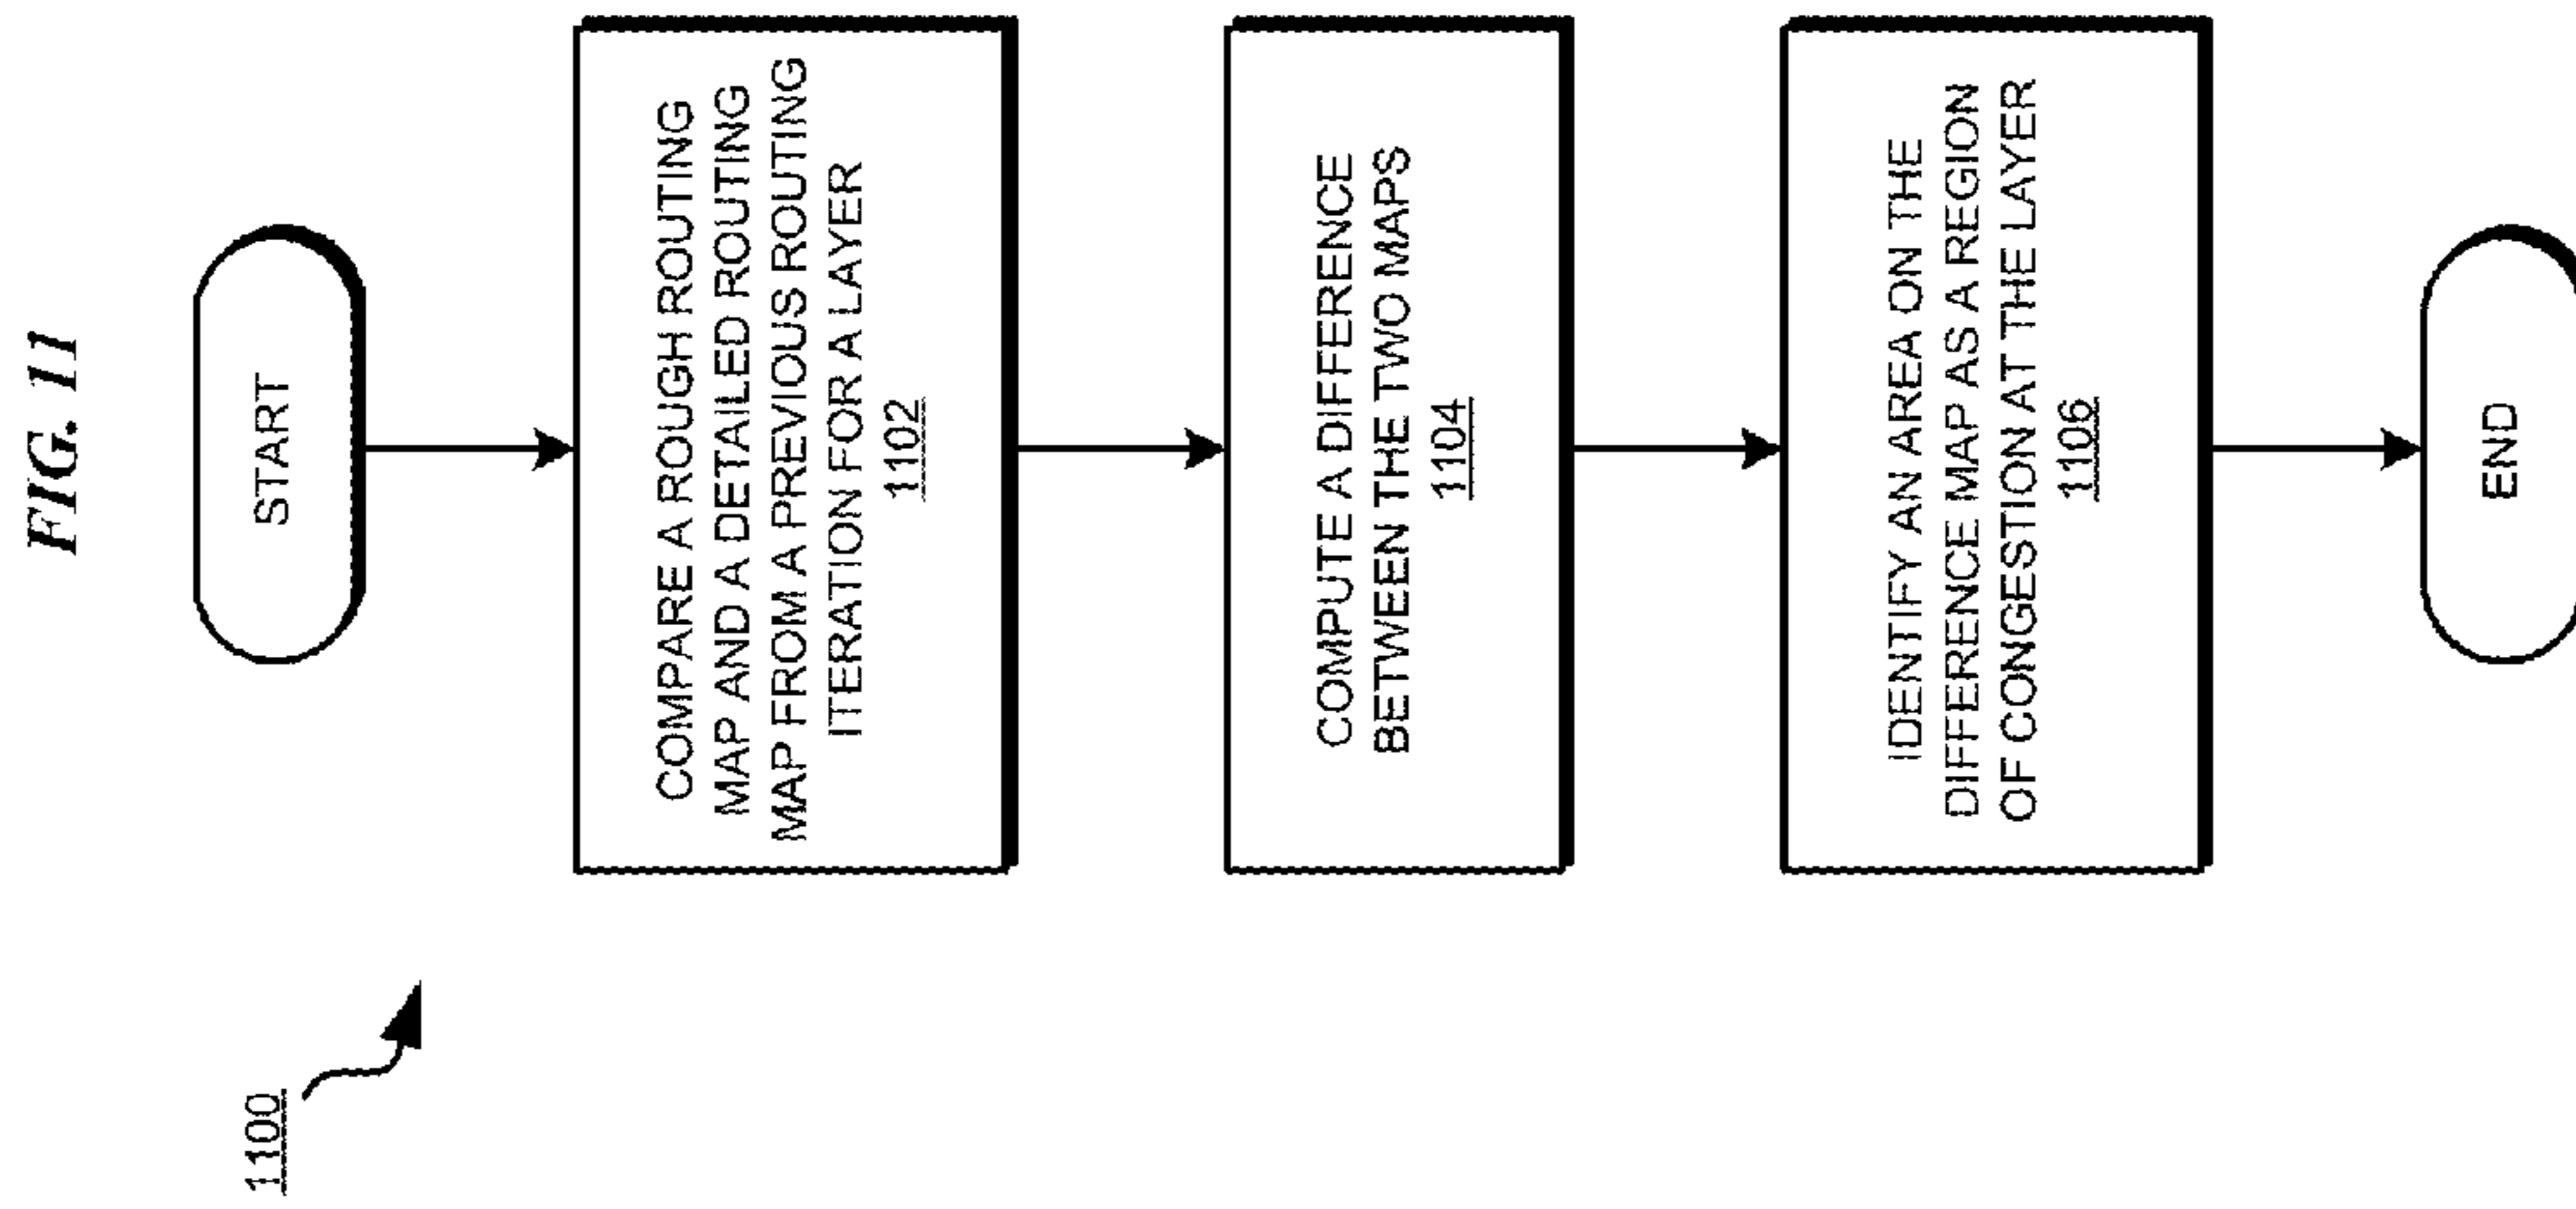 FIG. 11
1100
START
COMPARE A ROUGH ROUTING
MAP AND A DETAILED ROUTING
MAP FROM A PREVIOUS ROUTING
ITERATION FOR A LAYER
1102
COMPUTE A DIFFERENCE
BETWEEN THE TWO MAPS
1104
IDENTIFY AN AREA ON THE
DIFFERENCE MAP AS A REGION
OF CONGESTION AT THE LAYER
1106
END